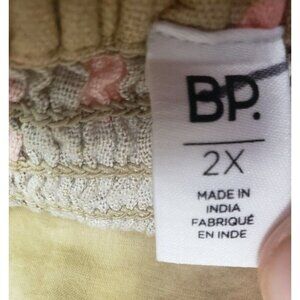 BP.
2X
MADE IN
INDIA
FABRIQUÉ
EN INDE